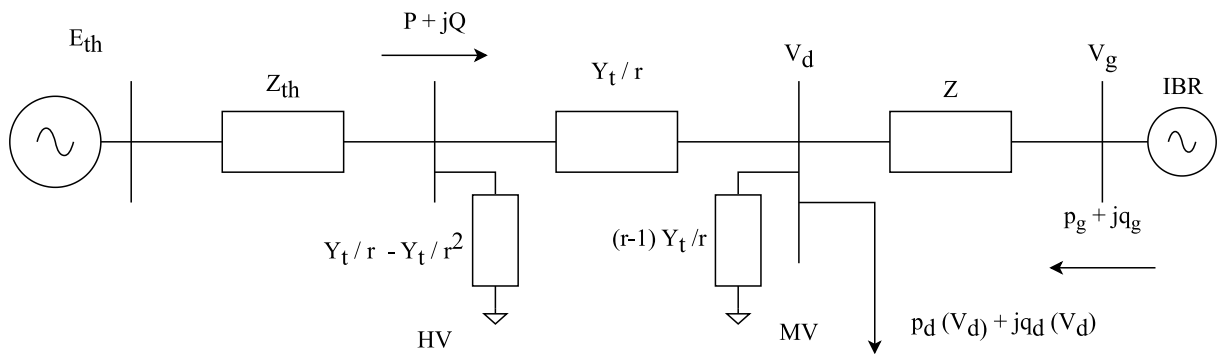 E_th
Z_th
P + jQ
Y_t / r
V_d
Z
V_g
IBR
Y_t / r - Y_t / r^2
(r-1) Y_t /r
p_g + jq_g
HV
MV
p_d (V_d) + jq_d (V_d)